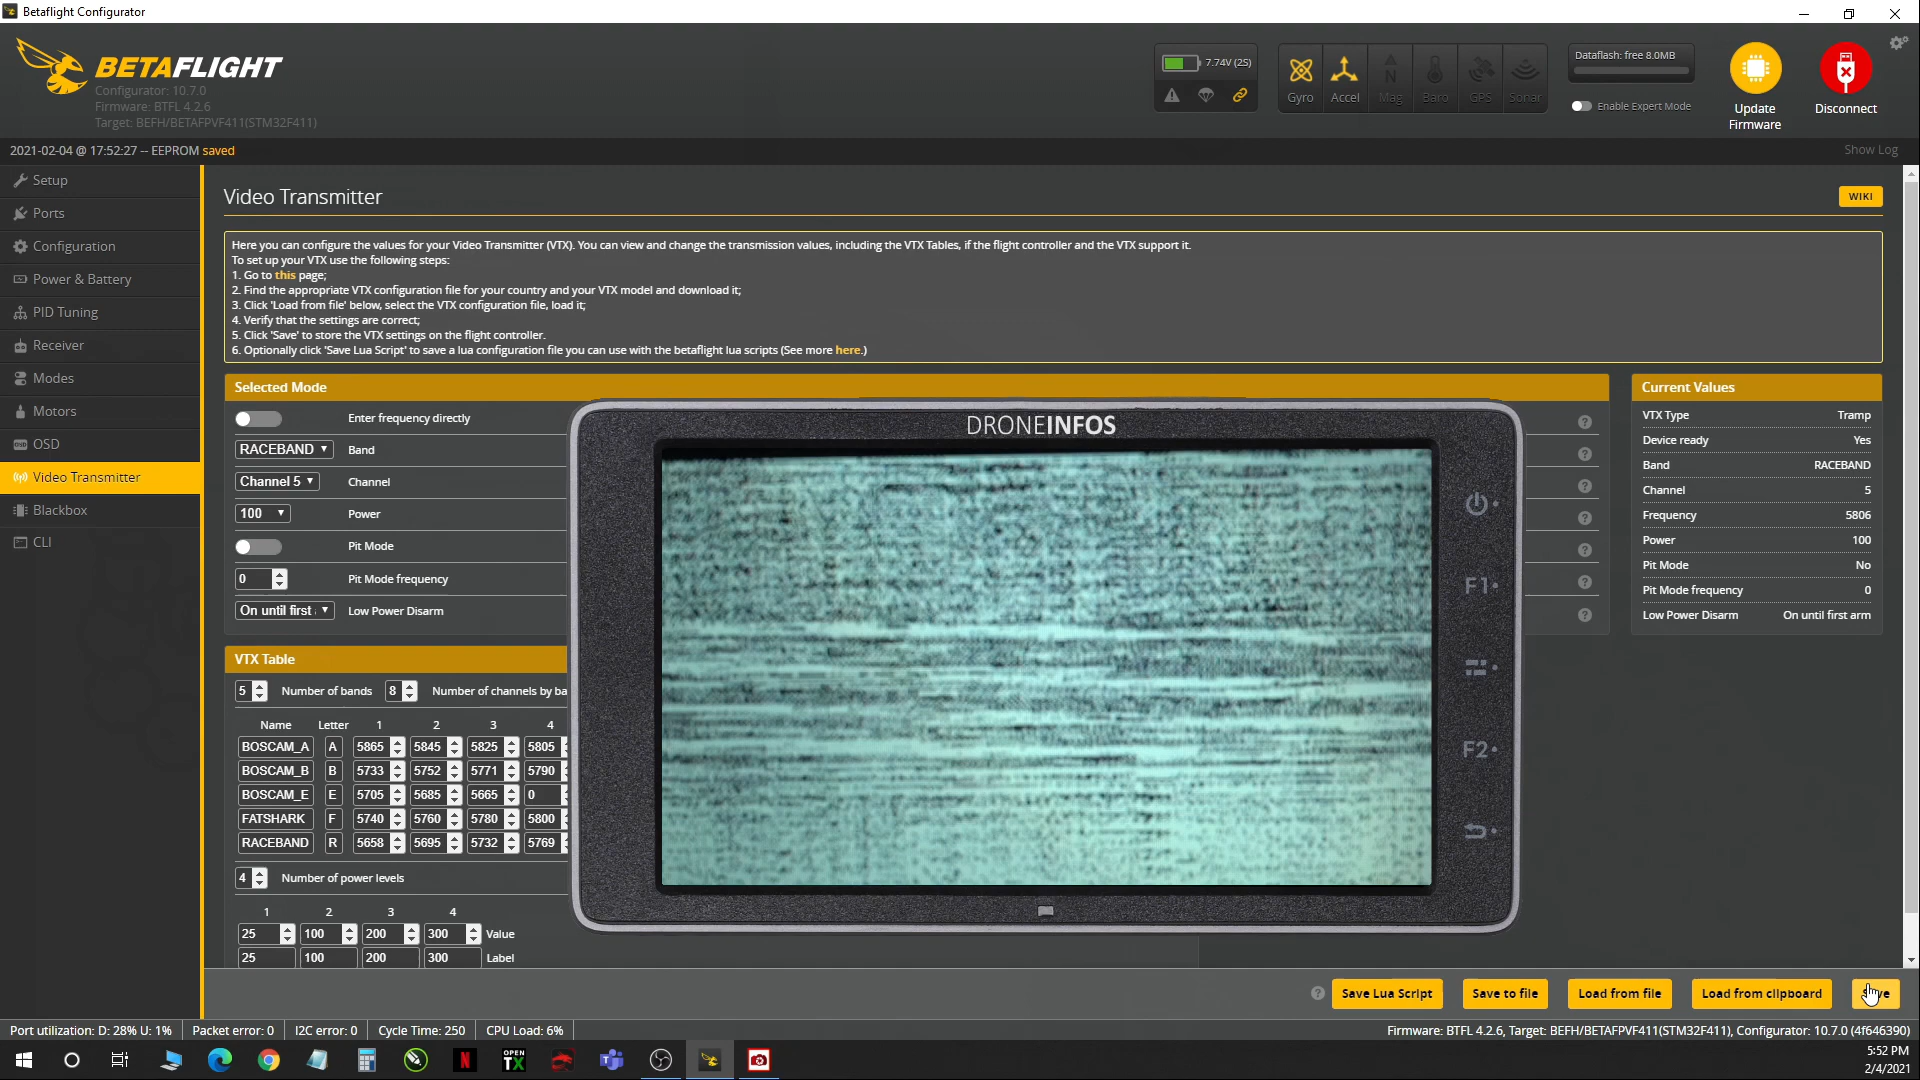 Betaflight Configurator
BETAFLIGHT
Configurator: 10.7.0
Firmware: BTFL 4.2.6
Target: BEFH/BETAFPVF411(STM32F411)
7.74V (2S)
Gyro
Accel
Mag
Baro
GPS
Sonar
Dataflash: free 8.0MB
Enable Expert Mode
Update
Firmware
Disconnect
2021-02-04 @ 17:52:27 -- EEPROM saved
Show Log
Setup
Ports
Configuration
Power & Battery
PID Tuning
Receiver
Modes
Motors
OSD
Video Transmitter
Blackbox
CLI
Video Transmitter
WIKI
Here you can configure the values for your Video Transmitter (VTX). You can view and change the transmission values, including the VTX Tables, if the flight controller and the VTX support it.
To set up your VTX use the following steps:
1. Go to this page;
2. Find the appropriate VTX configuration file for your country and your VTX model and download it;
3. Click 'Load from file' below, select the VTX configuration file, load it;
4. Verify that the settings are correct;
5. Click 'Save' to store the VTX settings on the flight controller.
6. Optionally click 'Save Lua Script' to save a lua configuration file you can use with the betaflight lua scripts (See more here.)
Selected Mode
Enter frequency directly
RACEBAND Band
Channel 5 Channel
100 Power
Pit Mode
0 Pit Mode frequency
On until first Low Power Disarm
VTX Table
5 Number of bands 8 Number of channels by ba
Name Letter 1 2 3 4
BOSCAM_A A 5865 5845 5825 5805
BOSCAM_B B 5733 5752 5771 5790
BOSCAM_E E 5705 5685 5665 0
FATSHARK F 5740 5760 5780 5800
RACEBAND R 5658 5695 5732 5769
4 Number of power levels
1 2 3 4
25 100 200 300 Value
25 100 200 300 Label
DRONEINFOS
F1
F2
Current Values
VTX Type Tramp
Device ready Yes
Band RACEBAND
Channel 5
Frequency 5806
Power 100
Pit Mode No
Pit Mode frequency 0
Low Power Disarm On until first arm
Save Lua Script
Save to file
Load from file
Load from clipboard
Port utilization: D: 28% U: 1%
Packet error: 0
I2C error: 0
Cycle Time: 250
CPU Load: 6%
Firmware: BTFL 4.2.6, Target: BEFH/BETAFPVF411(STM32F411), Configurator: 10.7.0 (4f646390)
OPEN
TX
5:52 PM
2/4/2021